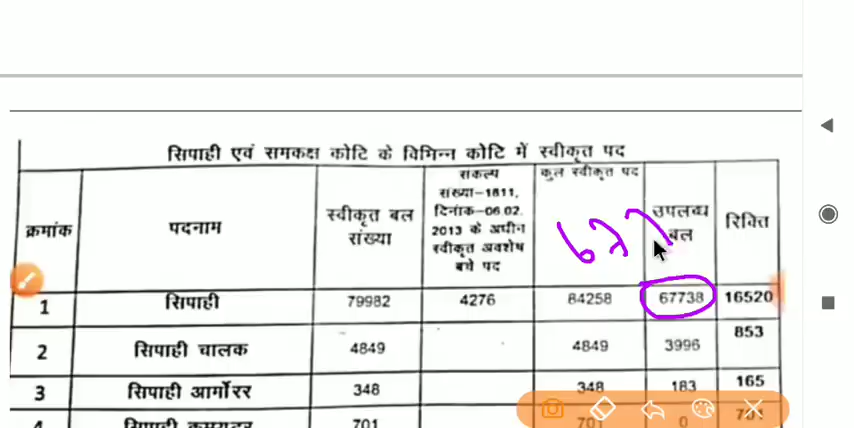 सिपाही एवं समकक्ष कोटि के विभिन्न कोटि में स्वीकृत पद
क्रमांक पदनाम स्वीकृत बल संख्या संकल्प संख्या-1811, दिनांक-06.02.2013 के अधीन स्वीकृत अवशेष बचे पद कुल स्वीकृत पद उपलब्ध बल रिक्ति
677
1 सिपाही 79982 4276 84258 67738 16520
2 सिपाही चालक 4849 4849 3996 853
3 सिपाही आर्मोरर 348 348 183 165
4 701 701 0 701